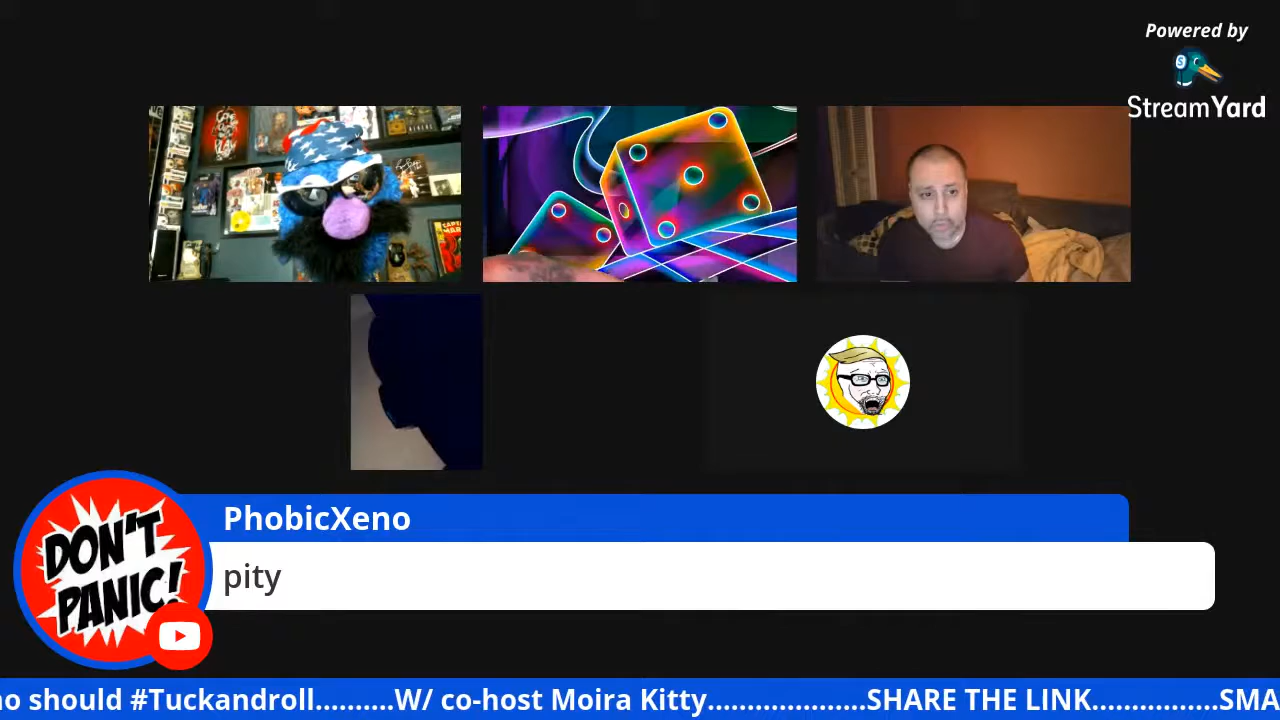 Powered by
StreamYard
PhobicXeno
DON'T
PANIC!
pity
o should #Tuckandroll..........W/ co-host Moira Kitty....................SHARE THE LINK................SMA